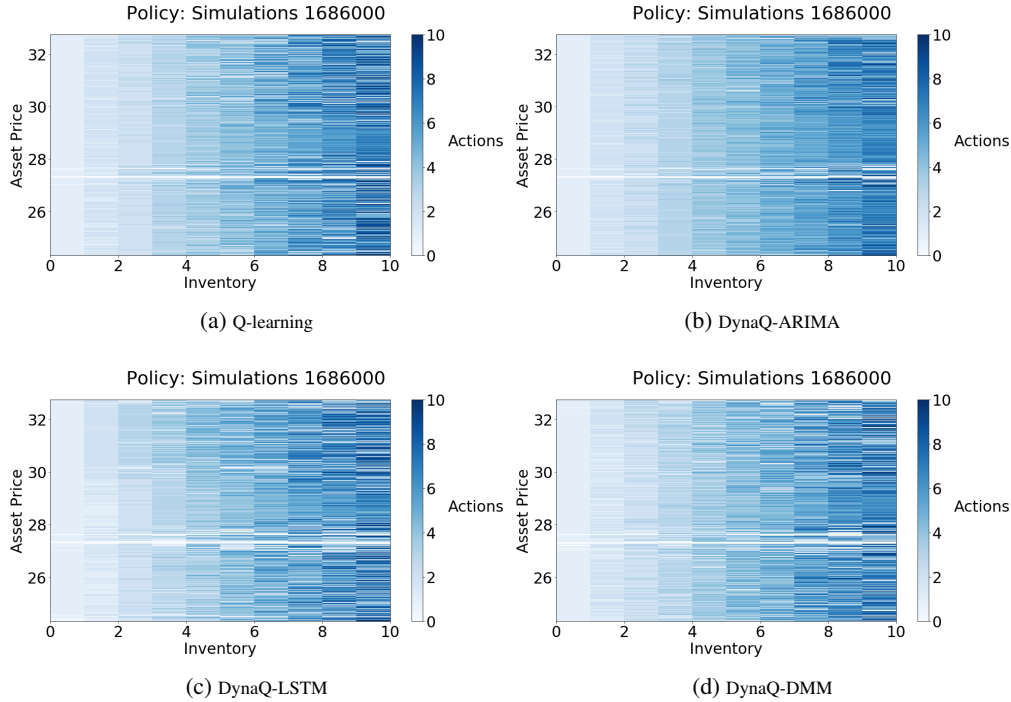 Policy: Simulations 1686000
32
30
28
26
Asset Price
0 2 4 6 8 10
Inventory
10
8
6
4
2
0
Actions
(a) Q-learning
Policy: Simulations 1686000
32
30
28
26
Asset Price
0 2 4 6 8 10
Inventory
10
8
6
4
2
0
Actions
(b) DynaQ-ARIMA
Policy: Simulations 1686000
32
30
28
26
Asset Price
0 2 4 6 8 10
Inventory
10
8
6
4
2
0
Actions
(c) DynaQ-LSTM
Policy: Simulations 1686000
32
30
28
26
Asset Price
0 2 4 6 8 10
Inventory
10
8
6
4
2
0
Actions
(d) DynaQ-DMM